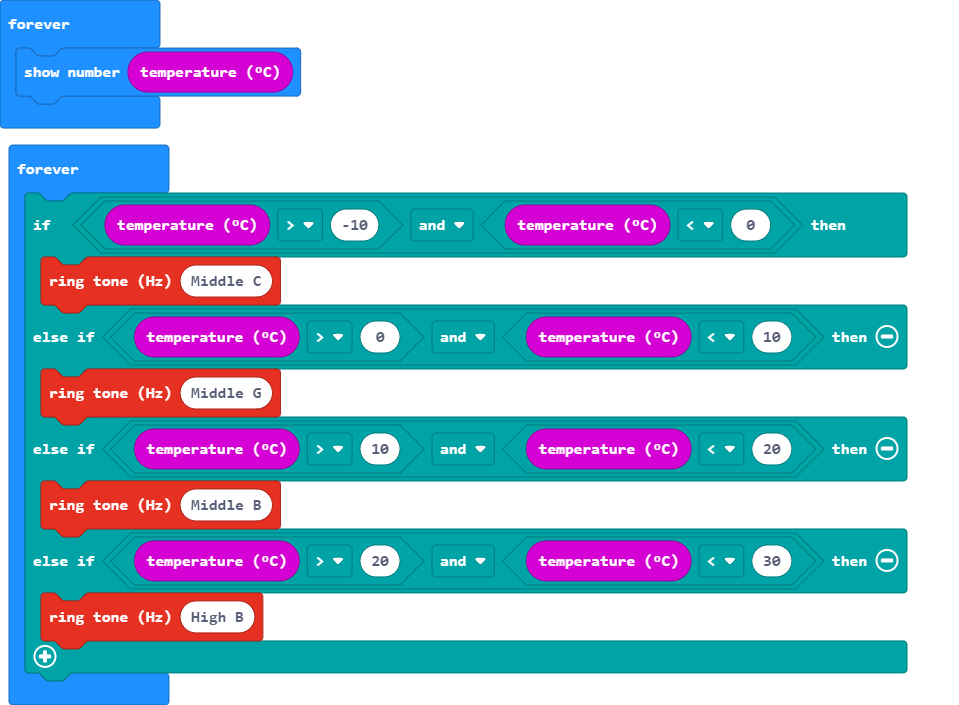 forever
show number temperature (ºC)
forever
if temperature (ºC) > -10 and temperature (ºC) < 0 then
ring tone (Hz) Middle C
else if temperature (ºC) > 0 and temperature (ºC) < 10 then
ring tone (Hz) Middle G
else if temperature (ºC) > 10 and temperature (ºC) < 20 then
ring tone (Hz) Middle B
else if temperature (ºC) > 20 and temperature (ºC) < 30 then
ring tone (Hz) High B